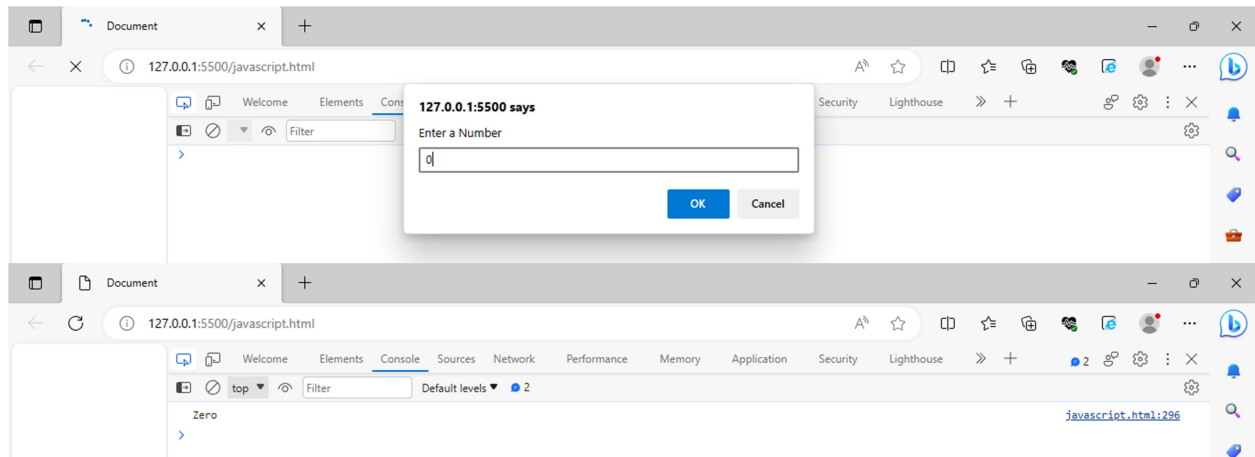 Document
127.0.0.1:5500/javascript.html
Welcome Elements Cons Security Lighthouse
Filter
127.0.0.1:5500 says
Enter a Number
0
OK Cancel
Document
127.0.0.1:5500/javascript.html
Welcome Elements Console Sources Network Performance Memory Application Security Lighthouse 2
top Filter Default levels 2
Zero javascript.html:296